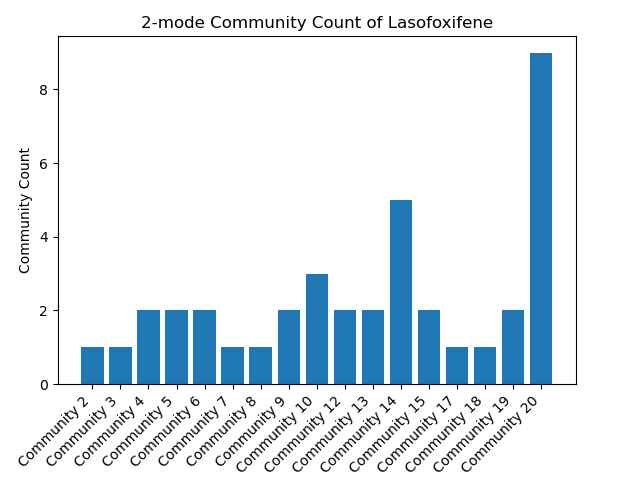 2-mode Community Count of Lasofoxifene
Community Count
8
6
4
2
0
Community 2
Community 3
Community 4
Community 5
Community 6
Community 7
Community 8
Community 9
Community 10
Community 12
Community 13
Community 14
Community 15
Community 17
Community 18
Community 19
Community 20